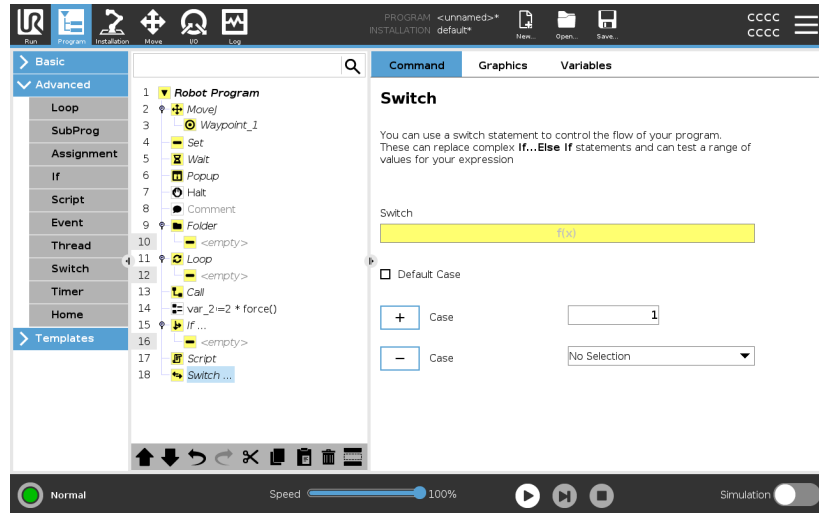 UR
PROGRAM <unnamed>*
INSTALLATION default*
CCCC
CCCC
Run Program Installation Move I/O Log New... Open... Save...
Basic
Advanced
Loop
SubProg
Assignment
If
Script
Event
Thread
Switch
Timer
Home
Templates
1 Robot Program
2 MoveJ
3 Waypoint_1
4 Set
5 Wait
6 Popup
7 Halt
8 Comment
9 Folder
10 <empty>
11 Loop
12 <empty>
13 Call
14 var_2:=2 * force()
15 If ...
16 <empty>
17 Script
18 Switch ...
Command Graphics Variables
Switch
You can use a switch statement to control the flow of your program.
These can replace complex If...Else If statements and can test a range of
values for your expression
Switch
f(x)
Default Case
+ Case 1
− Case No Selection
Normal Speed 100% Simulation